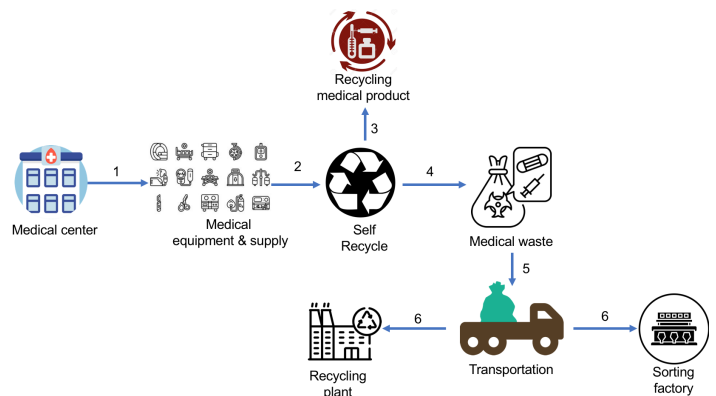 Recycling
medical product
1
2
3
4
Medical center
Medical
equipment & supply
Self
Recycle
Medical waste
5
6
6
Recycling
plant
Transportation
Sorting
factory